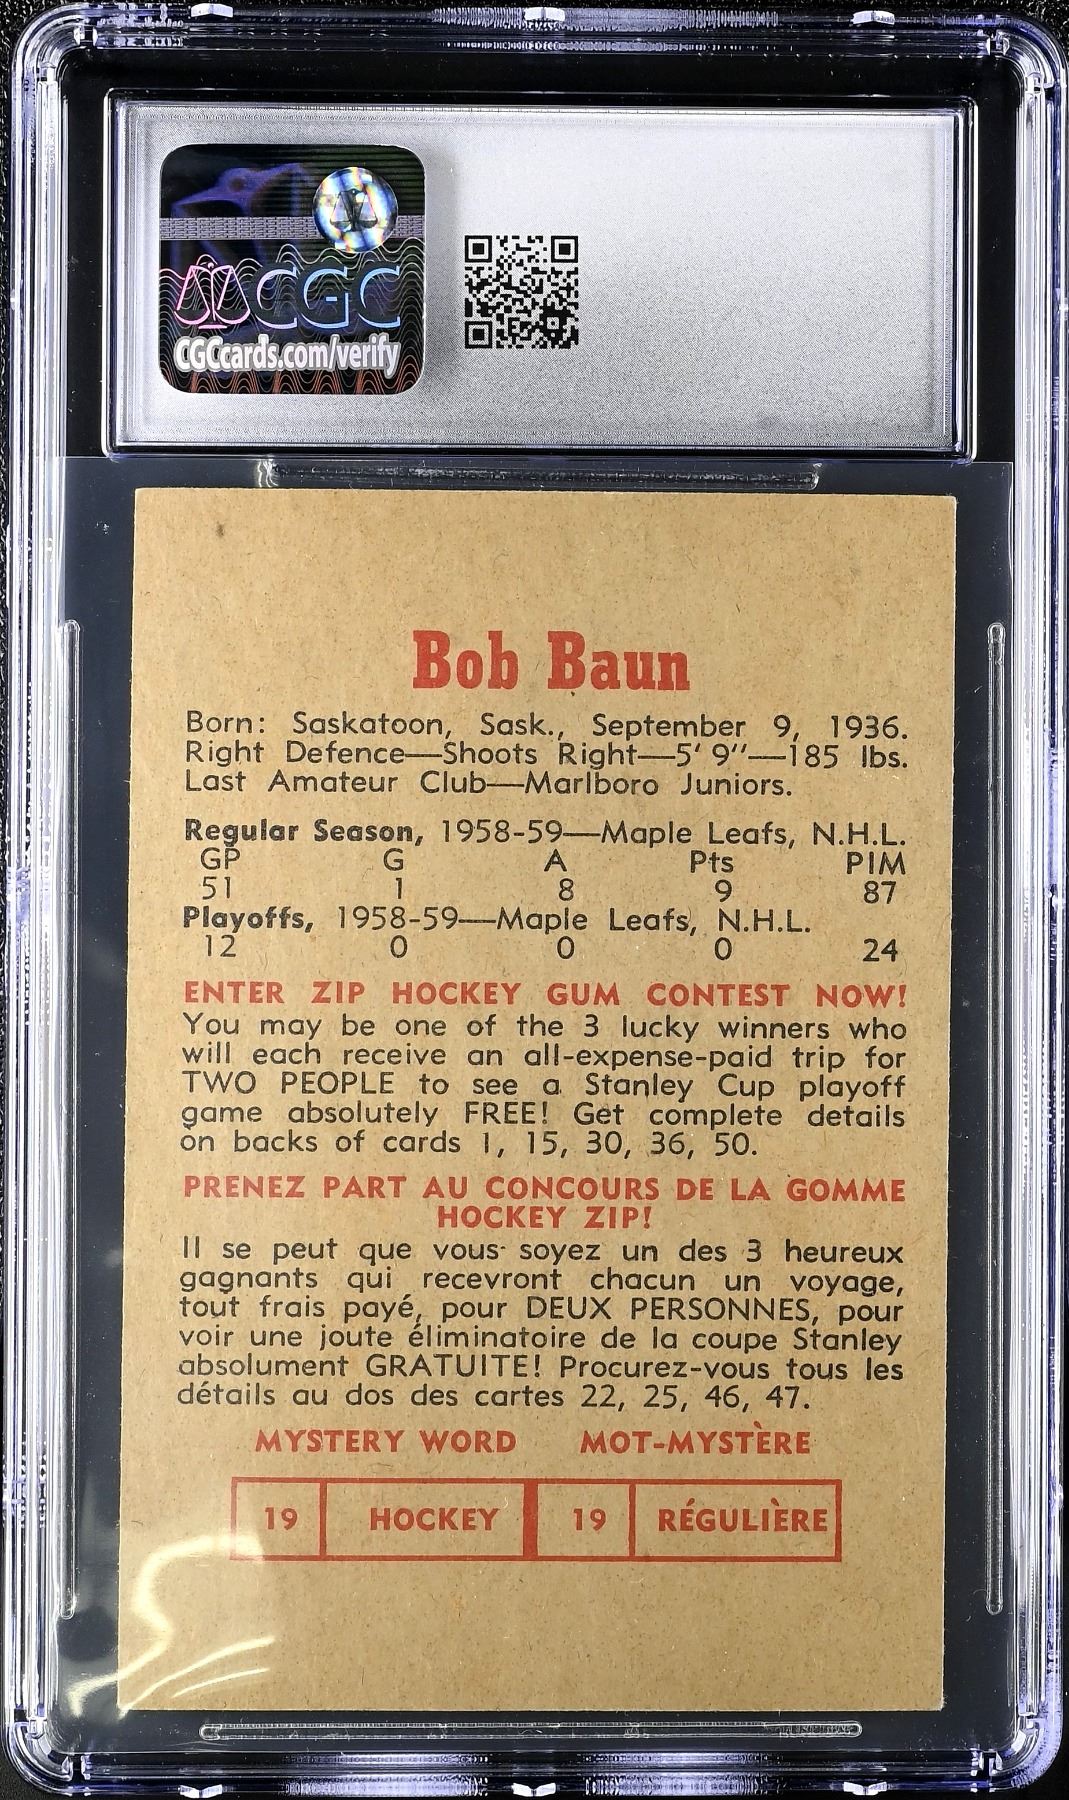 CGC
CGCcards.com/verify
Bob Baun
Born: Saskatoon, Sask., September 9, 1936.
Right Defence—Shoots Right—5' 9''—185 lbs.
Last Amateur Club—Marlboro Juniors.
Regular Season, 1958-59—Maple Leafs, N.H.L.
GP G A Pts PIM
51 1 8 9 87
Playoffs, 1958-59—Maple Leafs, N.H.L.
12 0 0 0 24
ENTER ZIP HOCKEY GUM CONTEST NOW!
You may be one of the 3 lucky winners who
will each receive an all-expense-paid trip for
TWO PEOPLE to see a Stanley Cup playoff
game absolutely FREE! Get complete details
on backs of cards 1, 15, 30, 36, 50.
PRENEZ PART AU CONCOURS DE LA GOMME
HOCKEY ZIP!
Il se peut que vous soyez un des 3 heureux
gagnants qui recevront chacun un voyage,
tout frais payé, pour DEUX PERSONNES, pour
voir une joute éliminatoire de la coupe Stanley
absolument GRATUITE! Procurez-vous tous les
détails au dos des cartes 22, 25, 46, 47.
MYSTERY WORD MOT-MYSTÈRE
19 HOCKEY 19 RÉGULIÈRE